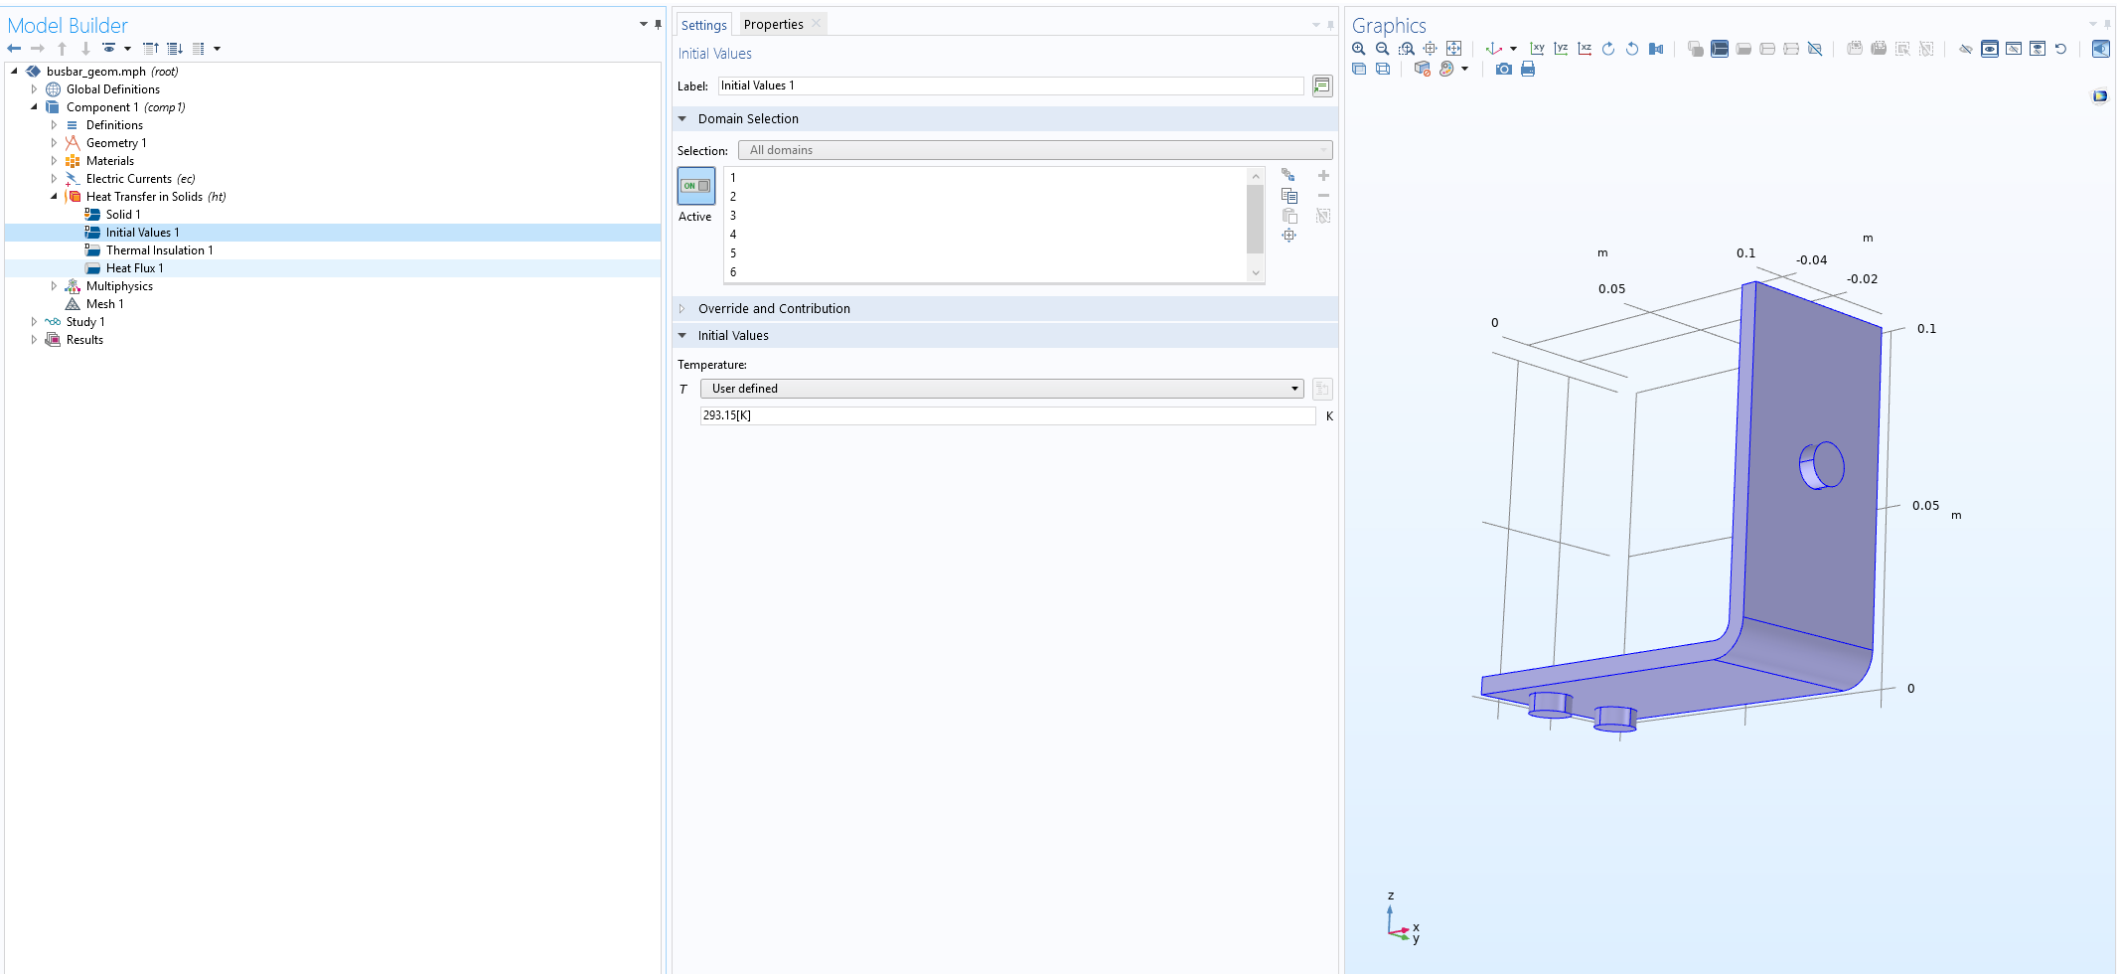 Model Builder
busbar_geom.mph (root)
Global Definitions
Component 1 (comp1)
Definitions
Geometry 1
Materials
Electric Currents (ec)
Heat Transfer in Solids (ht)
Solid 1
Initial Values 1
Thermal Insulation 1
Heat Flux 1
Multiphysics
Mesh 1
Study 1
Results
Settings Properties
Initial Values
Label: Initial Values 1
Domain Selection
Selection: All domains
ON
Active
1
2
3
4
5
6
Override and Contribution
Initial Values
Temperature:
T User defined
293.15[K] K
Graphics
xy yz xz
m
m
0.1
-0.04
-0.02
0.05
0
0.1
0.05
m
0
z
x
y